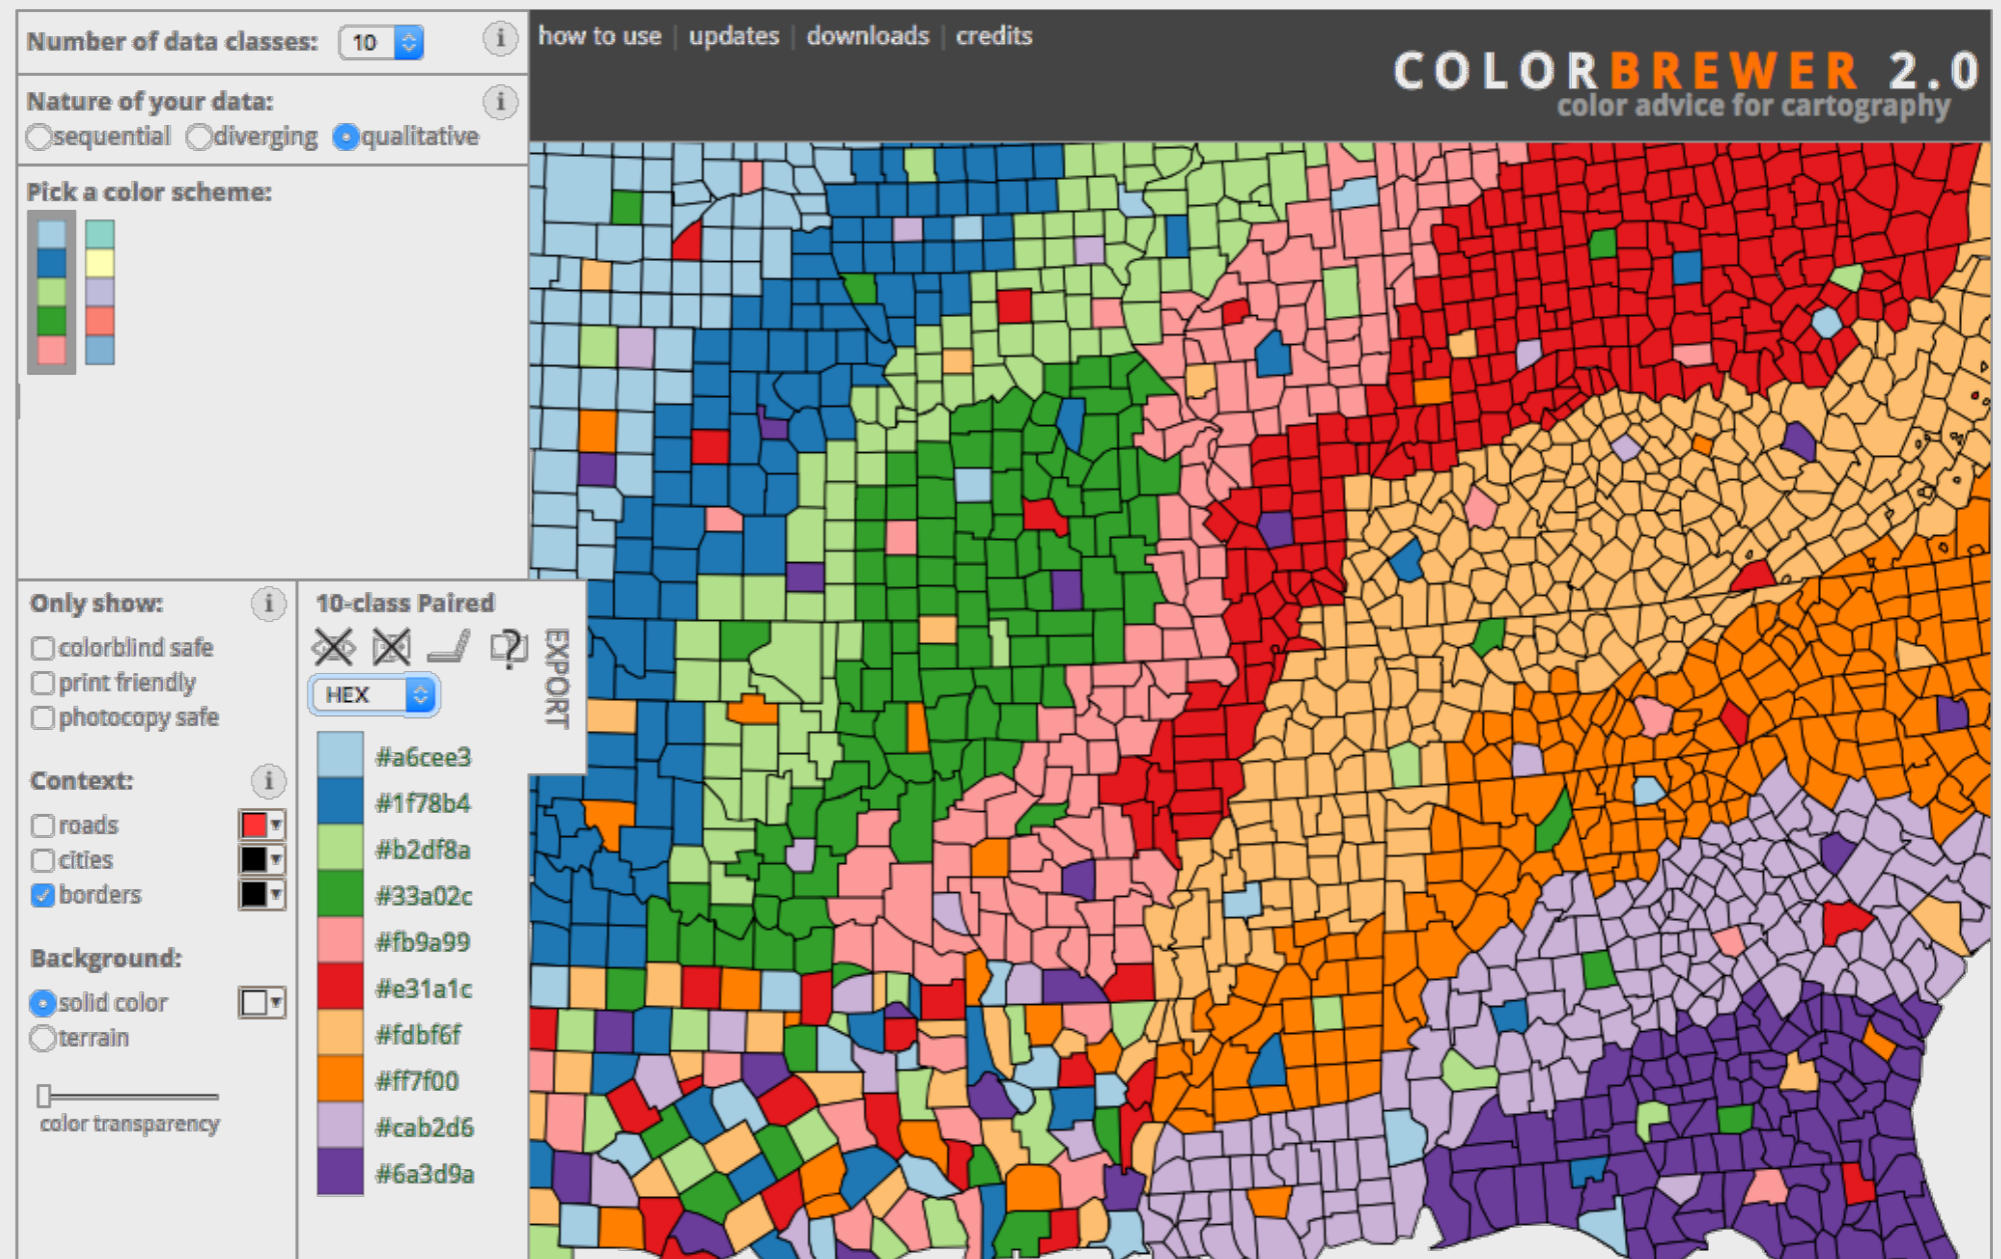 Number of data classes: 10 i
how to use | updates | downloads | credits
COLORBREWER 2.0
color advice for cartography
Nature of your data: i
sequential diverging qualitative
Pick a color scheme:
Only show: i
colorblind safe
print friendly
photocopy safe
Context: i
roads
cities
borders
Background:
solid color
terrain
color transparency
10-class Paired
?
EXPORT
HEX
#a6cee3
#1f78b4
#b2df8a
#33a02c
#fb9a99
#e31a1c
#fdbf6f
#ff7f00
#cab2d6
#6a3d9a